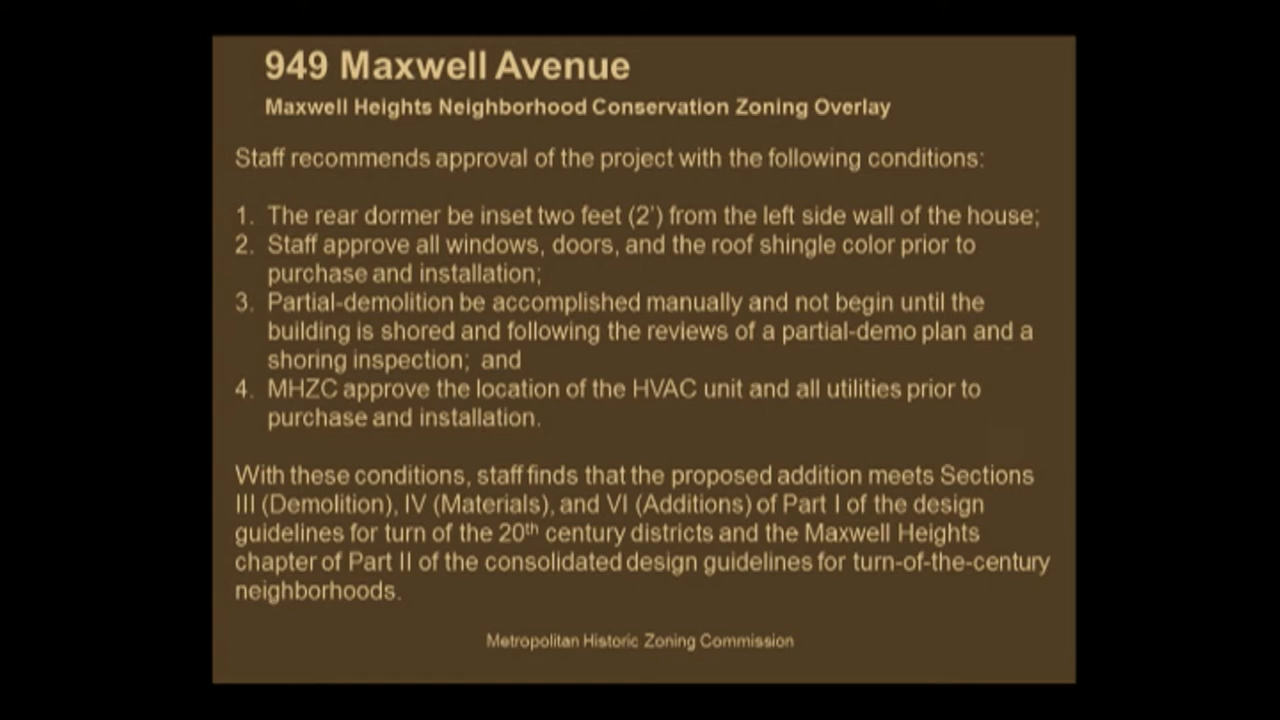 949 Maxwell Avenue
Maxwell Heights Neighborhood Conservation Zoning Overlay
Staff recommends approval of the project with the following conditions:
1. The rear dormer be inset two feet (2') from the left side wall of the house;
2. Staff approve all windows, doors, and the roof shingle color prior to
purchase and installation;
3. Partial-demolition be accomplished manually and not begin until the
building is shored and following the reviews of a partial-demo plan and a
shoring inspection; and
4. MHZC approve the location of the HVAC unit and all utilities prior to
purchase and installation.
With these conditions, staff finds that the proposed addition meets Sections
III (Demolition), IV (Materials), and VI (Additions) of Part I of the design
guidelines for turn of the 20th century districts and the Maxwell Heights
chapter of Part II of the consolidated design guidelines for turn-of-the-century
neighborhoods.
Metropolitan Historic Zoning Commission